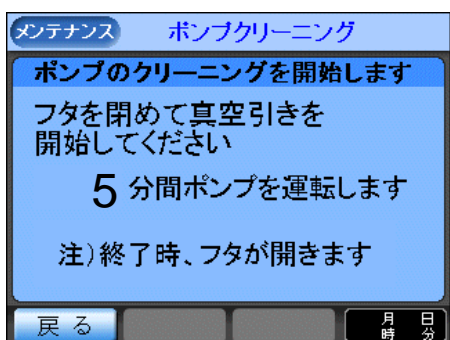 メンテナンス ポンプクリーニング
ポンプのクリーニングを開始します
フタを閉めて真空引きを
開始してください
5 分間ポンプを運転します
注)終了時、フタが開きます
戻る 月 日
時 分